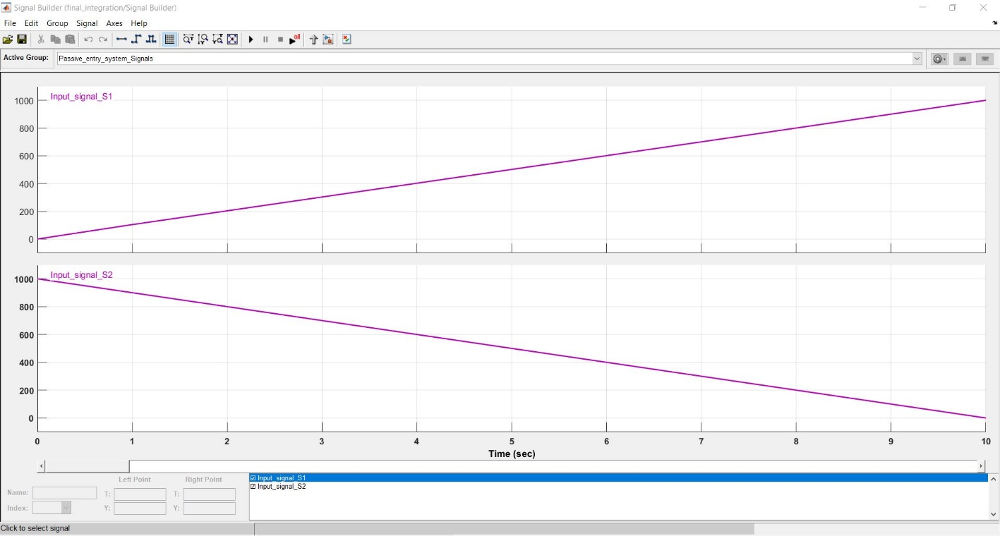 Signal Builder (final_integration/Signal Builder)
File Edit Group Signal Axes Help
all
Active Group: Passive_entry_system_Signals
Input_signal_S1
1000
800
600
400
200
0
Input_signal_S2
1000
800
600
400
200
0
0 1 2 3 4 5 6 7 8 9 10
Time (sec)
Left Point Right Point
Name: T: T:
Index: Y: Y:
Input_signal_S1
Input_signal_S2
Click to select signal